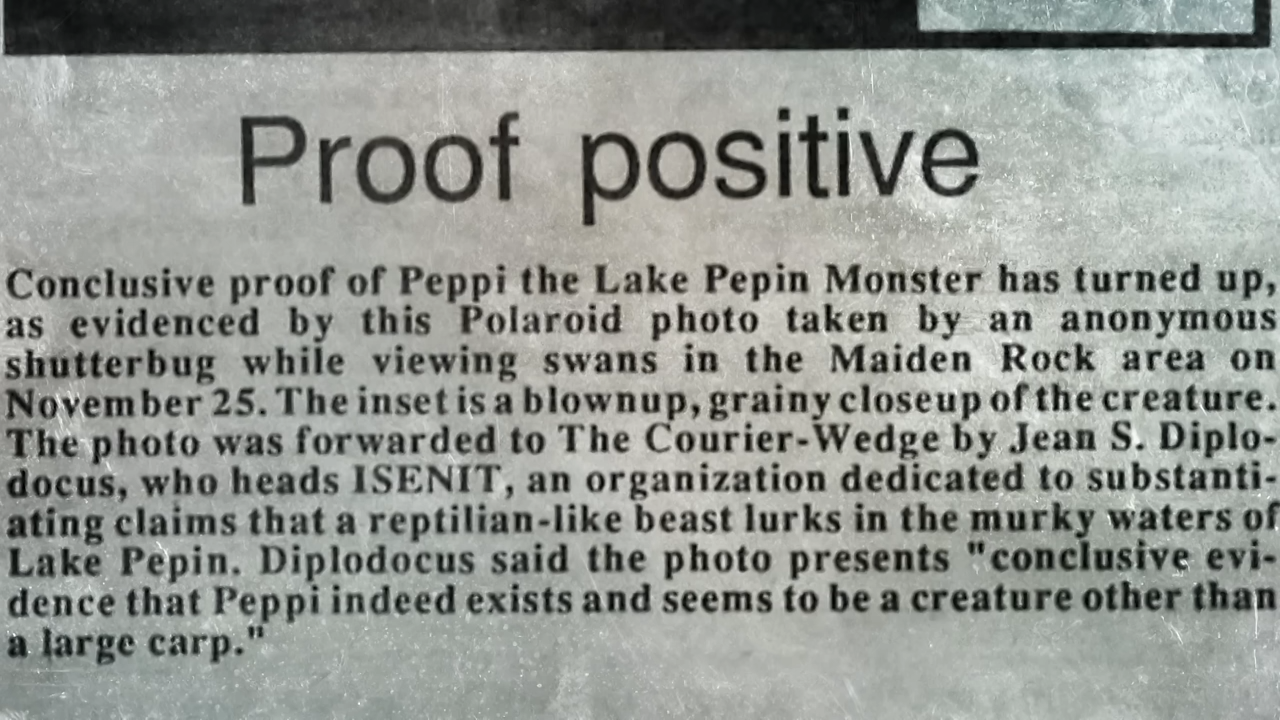 Proof positive
Conclusive proof of Peppi the Lake Pepin Monster has turned up,
as evidenced by this Polaroid photo taken by an anonymous
shutterbug while viewing swans in the Maiden Rock area on
November 25. The inset is a blownup, grainy closeup of the creature.
The photo was forwarded to The Courier-Wedge by Jean S. Diplo-
docus, who heads ISENIT, an organization dedicated to substanti-
ating claims that a reptilian-like beast lurks in the murky waters of
Lake Pepin. Diplodocus said the photo presents "conclusive evi-
dence that Peppi indeed exists and seems to be a creature other than
a large carp."